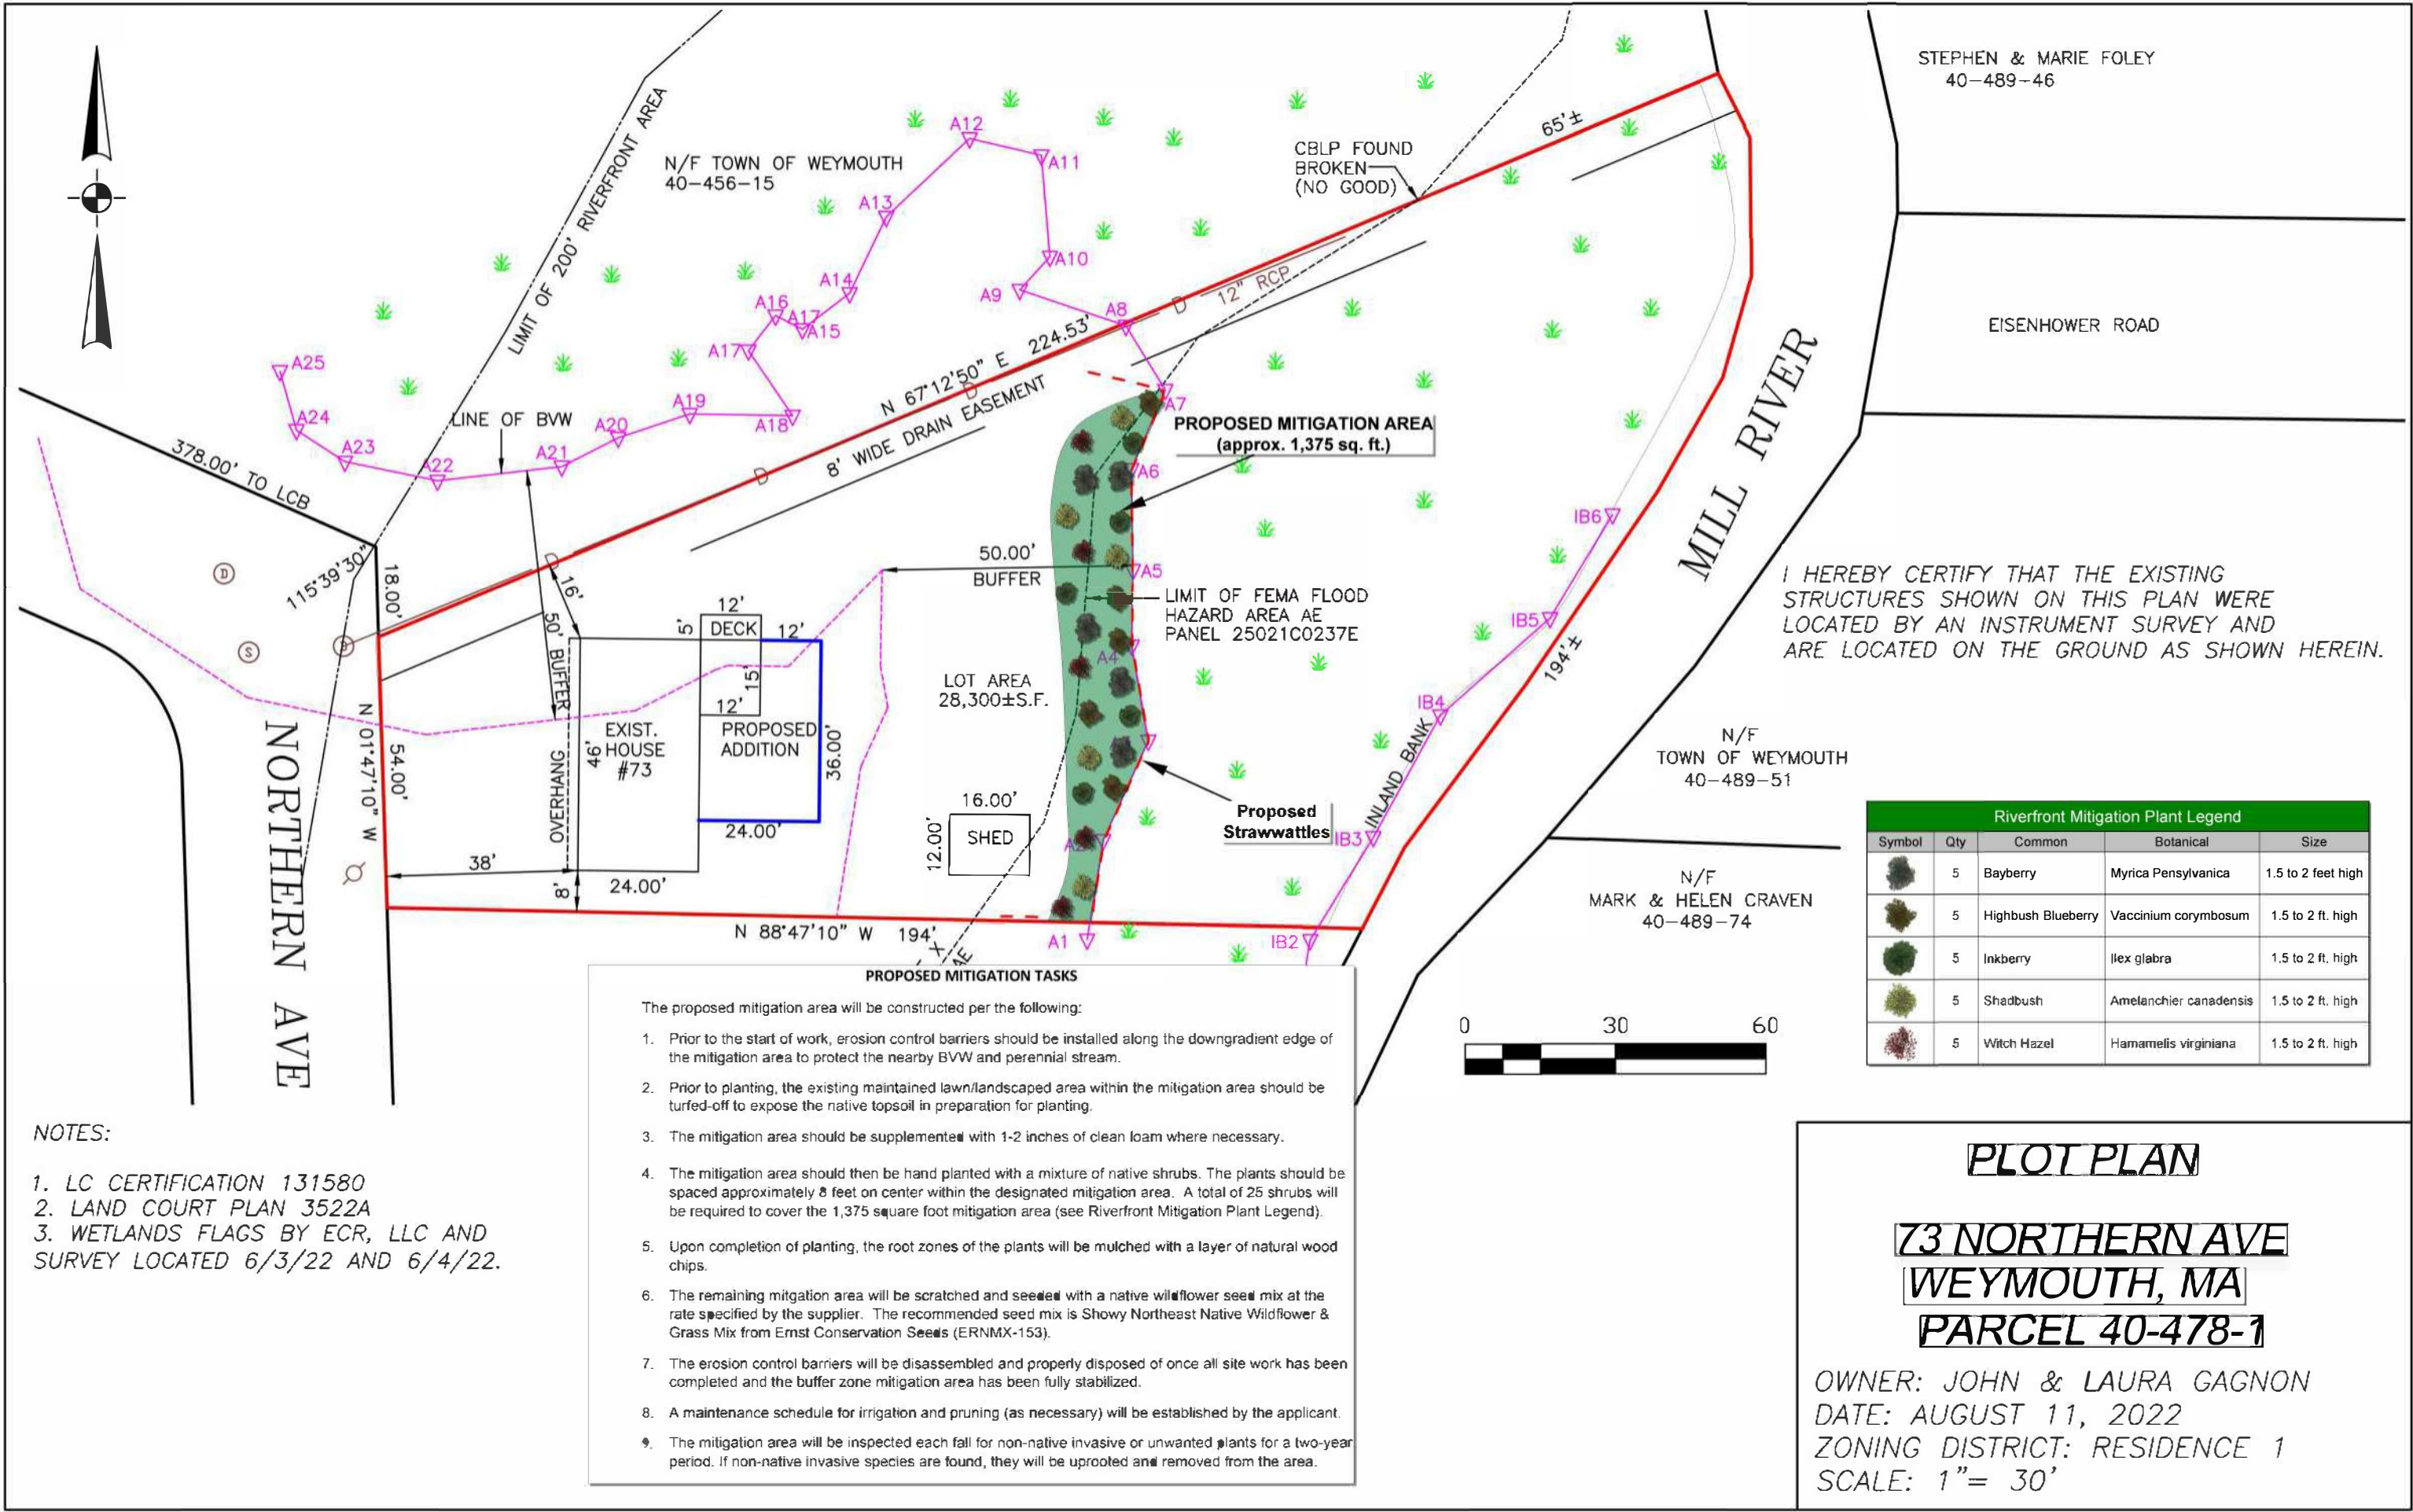 STEPHEN & MARIE FOLEY
40-489-46
EISENHOWER ROAD
MILL RIVER
LIMIT OF 200' RIVERFRONT AREA
N/F TOWN OF WEYMOUTH
40-456-15
CBLP FOUND
BROKEN
(NO GOOD)
65'±
12" RCP
A12
A11
A13
A10
A14
A9
A16
A17
A15
A8
A17
A25
A24
A23
A22
A21
A20
A19
A18
A7
LINE OF BVW
N 67°12'50" E 224.53'
8' WIDE DRAIN EASEMENT
D
D
D
D
378.00' TO LCB
115°39'30"
18.00'
D
S
D
PROPOSED MITIGATION AREA
(approx. 1,375 sq. ft.)
A6
A5
A4
50.00'
BUFFER
LIMIT OF FEMA FLOOD
HAZARD AREA AE
PANEL 25021C0237E
IB6
IB5
IB4
IB3
IB2
194'±
INLAND BANK
16'
50' BUFFER
12'
5'
DECK
12'
15'
12'
LOT AREA
28,300±S.F.
EXIST.
HOUSE
#73
46'
OVERHANG
PROPOSED
ADDITION
36.00'
24.00'
24.00'
38'
8'
16.00'
12.00'
SHED
Proposed
Strawwattles
A1
N 01°47'10" W
54.00'
NORTHERN AVE
N 88°47'10" W 194'
X
AE
I HEREBY CERTIFY THAT THE EXISTING
STRUCTURES SHOWN ON THIS PLAN WERE
LOCATED BY AN INSTRUMENT SURVEY AND
ARE LOCATED ON THE GROUND AS SHOWN HEREIN.
N/F
TOWN OF WEYMOUTH
40-489-51
N/F
MARK & HELEN CRAVEN
40-489-74
0 30 60
Riverfront Mitigation Plant Legend
Symbol Qty Common Botanical Size
5 Bayberry Myrica Pensylvanica 1.5 to 2 feet high
5 Highbush Blueberry Vaccinium corymbosum 1.5 to 2 ft. high
5 Inkberry Ilex glabra 1.5 to 2 ft. high
5 Shadbush Amelanchier canadensis 1.5 to 2 ft. high
5 Witch Hazel Hamamelis virginiana 1.5 to 2 ft. high
PROPOSED MITIGATION TASKS
The proposed mitigation area will be constructed per the following:
1. Prior to the start of work, erosion control barriers should be installed along the downgradient edge of
the mitigation area to protect the nearby BVW and perennial stream.
2. Prior to planting, the existing maintained lawn/landscaped area within the mitigation area should be
turfed-off to expose the native topsoil in preparation for planting.
3. The mitigation area should be supplemented with 1-2 inches of clean loam where necessary.
4. The mitigation area should then be hand planted with a mixture of native shrubs. The plants should be
spaced approximately 8 feet on center within the designated mitigation area. A total of 25 shrubs will
be required to cover the 1,375 square foot mitigation area (see Riverfront Mitigation Plant Legend).
5. Upon completion of planting, the root zones of the plants will be mulched with a layer of natural wood
chips.
6. The remaining mitgation area will be scratched and seeded with a native wildflower seed mix at the
rate specified by the supplier. The recommended seed mix is Showy Northeast Native Wildflower &
Grass Mix from Ernst Conservation Seeds (ERNMX-153).
7. The erosion control barriers will be disassembled and properly disposed of once all site work has been
completed and the buffer zone mitigation area has been fully stabilized.
8. A maintenance schedule for irrigation and pruning (as necessary) will be established by the applicant.
9. The mitigation area will be inspected each fall for non-native invasive or unwanted plants for a two-year
period. If non-native invasive species are found, they will be uprooted and removed from the area.
NOTES:
1. LC CERTIFICATION 131580
2. LAND COURT PLAN 3522A
3. WETLANDS FLAGS BY ECR, LLC AND
SURVEY LOCATED 6/3/22 AND 6/4/22.
PLOT PLAN
73 NORTHERN AVE
WEYMOUTH, MA
PARCEL 40-478-1
OWNER: JOHN & LAURA GAGNON
DATE: AUGUST 11, 2022
ZONING DISTRICT: RESIDENCE 1
SCALE: 1"= 30'